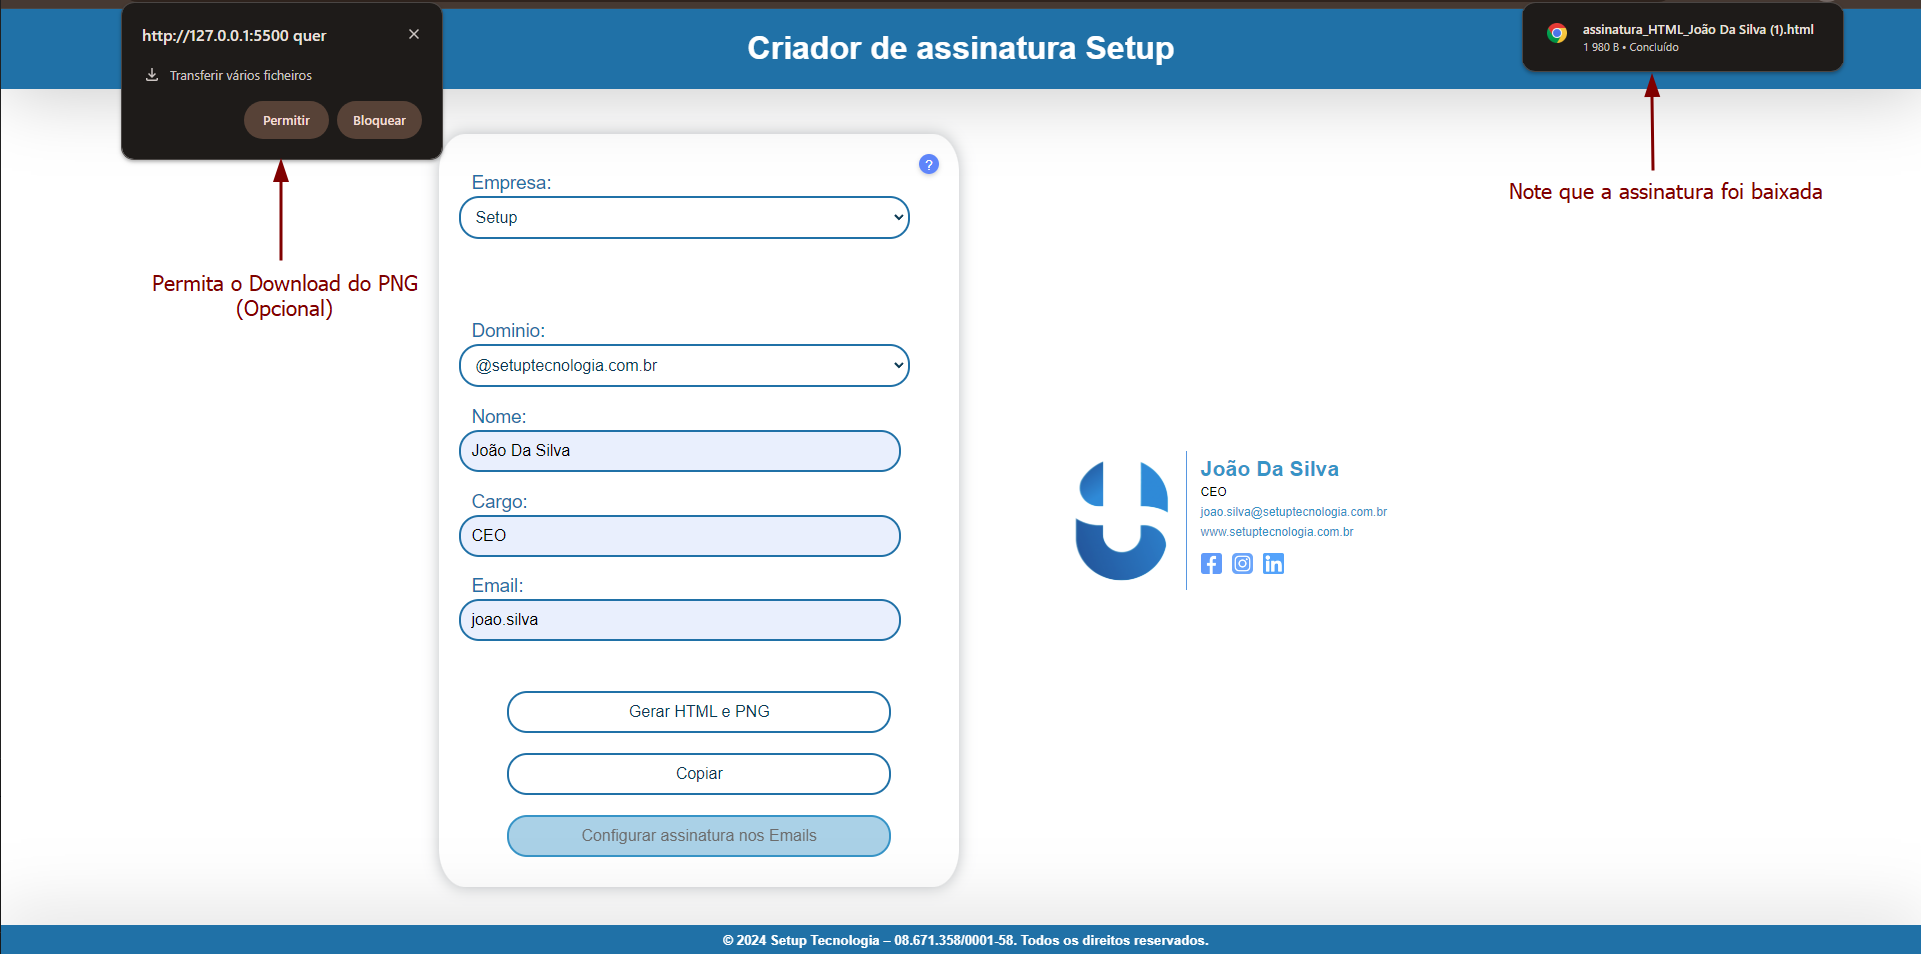 http://127.0.0.1:5500 quer
Transferir vários ficheiros
Permitir
Bloquear
Criador de assinatura Setup
assinatura_HTML_João Da Silva (1).html
1 980 B • Concluído
Permita o Download do PNG
(Opcional)
Note que a assinatura foi baixada
?
Empresa:
Setup
Dominio:
@setuptecnologia.com.br
Nome:
João Da Silva
Cargo:
CEO
Email:
joao.silva
Gerar HTML e PNG
Copiar
Configurar assinatura nos Emails
João Da Silva
CEO
joao.silva@setuptecnologia.com.br
www.setuptecnologia.com.br
© 2024 Setup Tecnologia – 08.671.358/0001-58. Todos os direitos reservados.